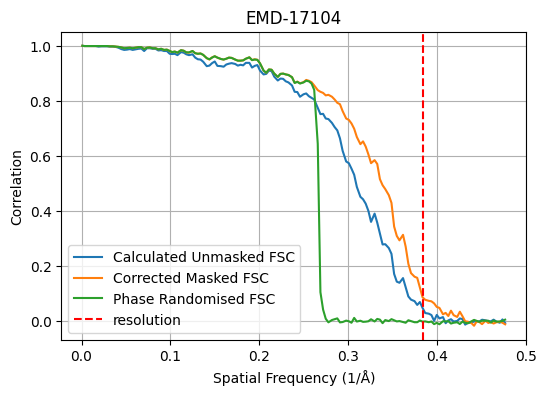 EMD-17104
1.0
0.8
0.6
0.4
0.2
0.0
Correlation
Calculated Unmasked FSC
Corrected Masked FSC
Phase Randomised FSC
resolution
0.0 0.1 0.2 0.3 0.4 0.5
Spatial Frequency (1/Å)